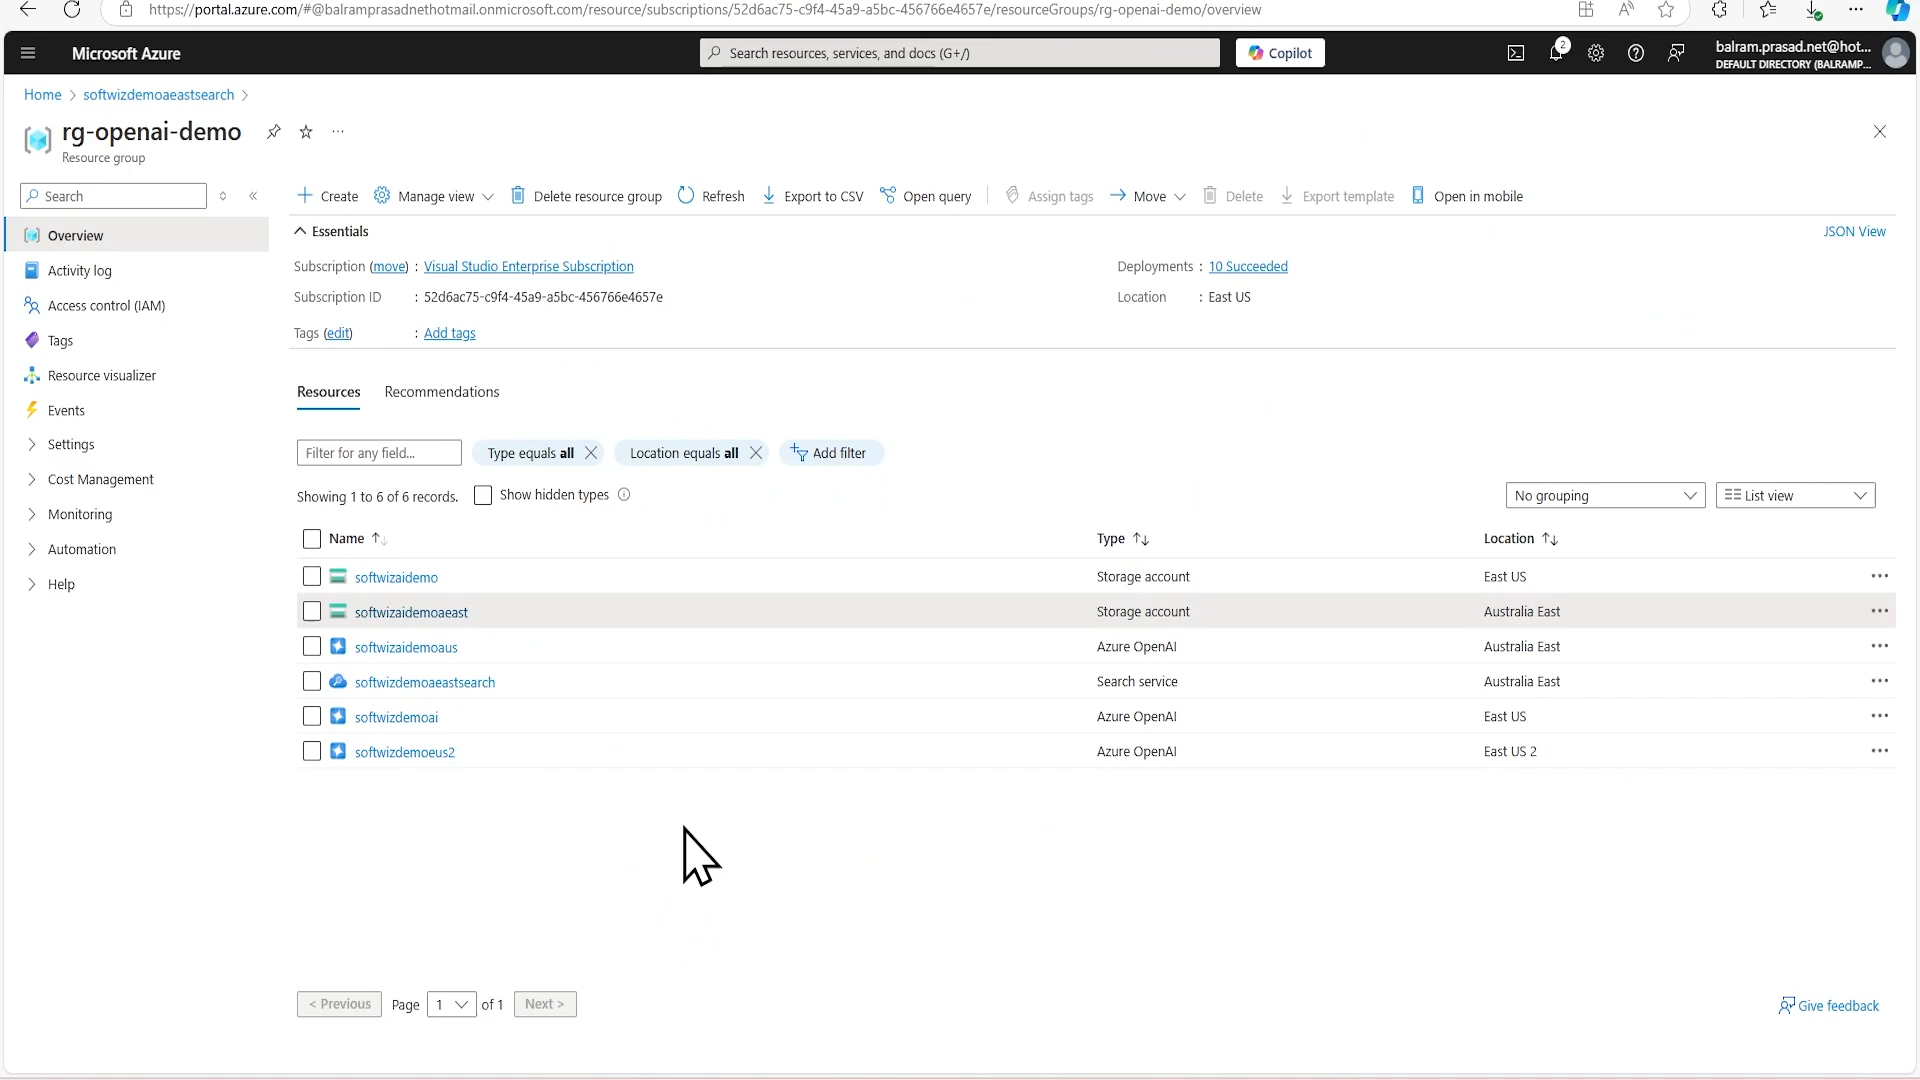 https://portal.azure.com/#@balramprasadnethotmail.onmicrosoft.com/resource/subscriptions/52d6ac75-c9f4-45a9-a5bc-456766e4657e/resourceGroups/rg-openai-demo/overview
Microsoft Azure
Search resources, services, and docs (G+/)
Copilot
2
balram.prasad.net@hot...
DEFAULT DIRECTORY (BALRAMP...
Home > softwizdemoaeastsearch >
rg-openai-demo
Resource group
Search
Create Manage view Delete resource group Refresh Export to CSV Open query Assign tags Move Delete Export template Open in mobile
Overview
Activity log
Access control (IAM)
Tags
Resource visualizer
Events
Settings
Cost Management
Monitoring
Automation
Help
Essentials
JSON View
Subscription (move) : Visual Studio Enterprise Subscription
Deployments : 10 Succeeded
Subscription ID : 52d6ac75-c9f4-45a9-a5bc-456766e4657e
Location : East US
Tags (edit) : Add tags
Resources Recommendations
Filter for any field... Type equals all Location equals all Add filter
Showing 1 to 6 of 6 records. Show hidden types
No grouping List view
Name Type Location
softwizaidemo Storage account East US
softwizaidemoaeast Storage account Australia East
softwizaidemoaus Azure OpenAI Australia East
softwizdemoaeastsearch Search service Australia East
softwizdemoai Azure OpenAI East US
softwizdemoeus2 Azure OpenAI East US 2
< Previous Page 1 of 1 Next >
Give feedback